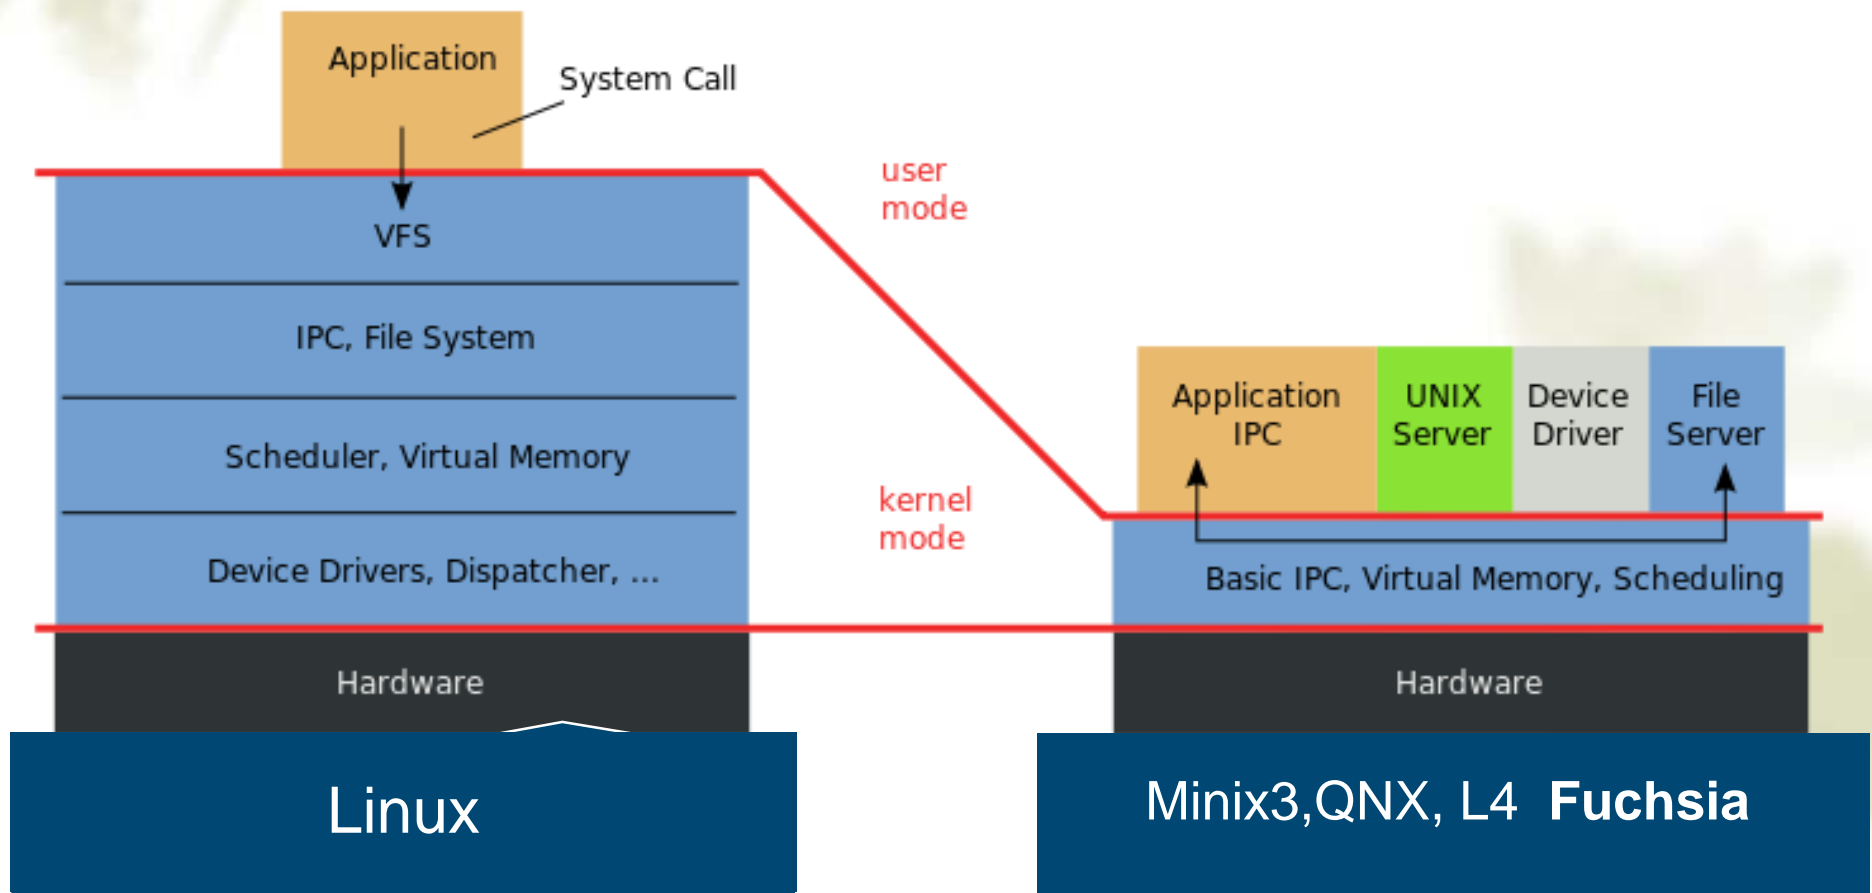 Application
System Call
VFS
IPC, File System
Scheduler, Virtual Memory
Device Drivers, Dispatcher, ...
Hardware
Linux
user
mode
kernel
mode
Application
IPC
UNIX
Server
Device
Driver
File
Server
Basic IPC, Virtual Memory, Scheduling
Hardware
Minix3,QNX, L4 Fuchsia